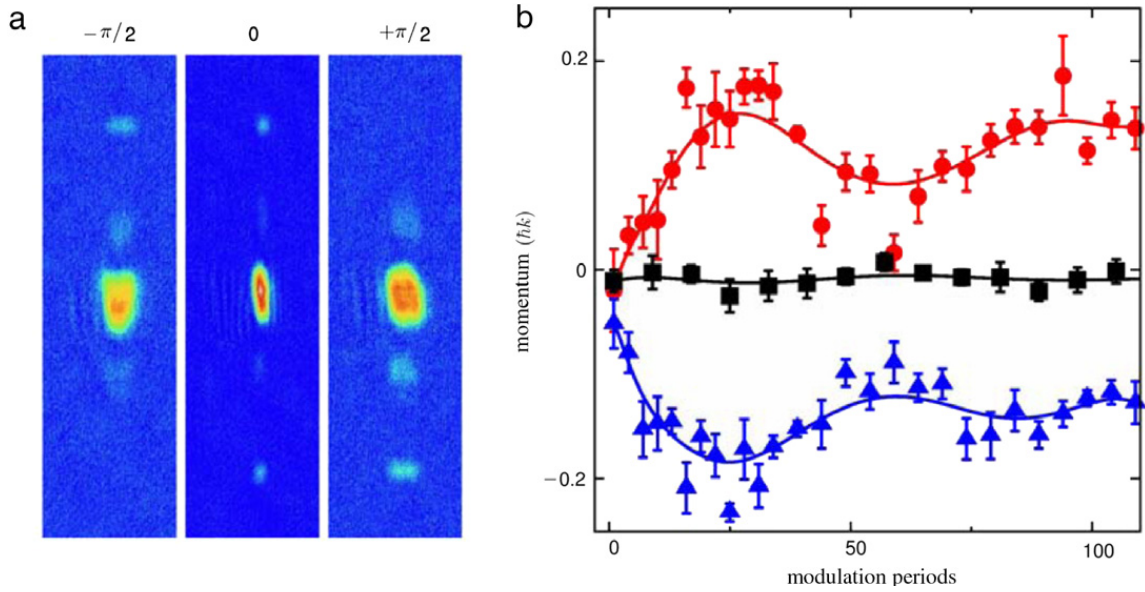 a
−π/2 0 +π/2
b
momentum (ℏk)
0.2
0
−0.2
0 50 100
modulation periods